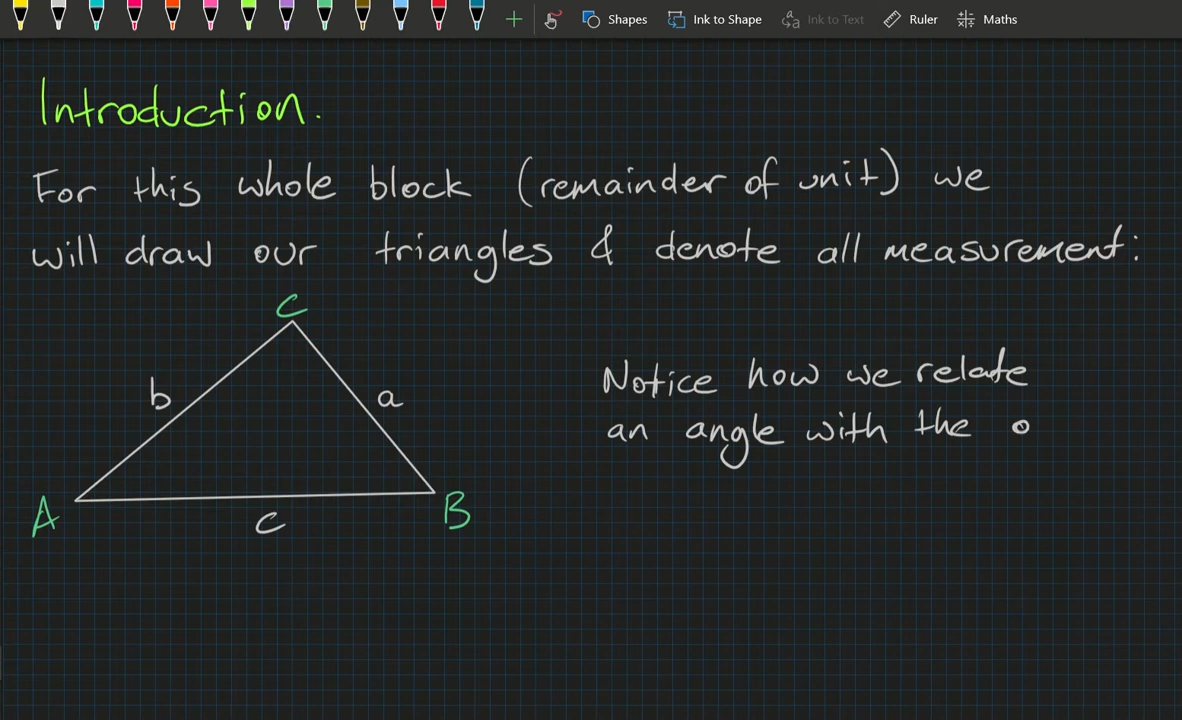 Shapes Ink to Shape Ink to Text Ruler Maths
Introduction.
For this whole block (remainder of unit) we
will draw our triangles & denote all measurement:
C
b
a
A
B
c
Notice how we relate
an angle with the o